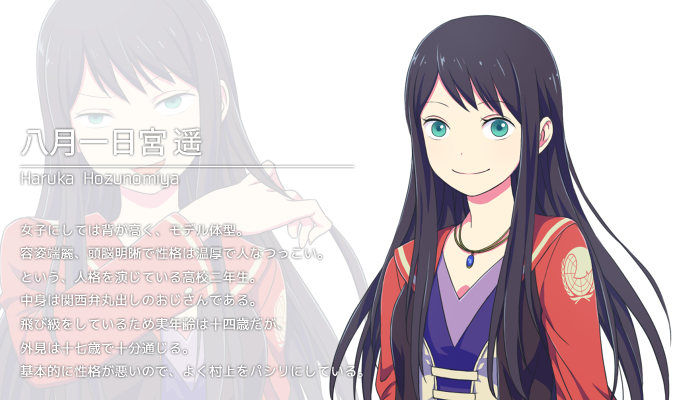 八月一日宮 遥
Haruka Hozunomiya
女子にしては背が高く、モデル体型。
容姿端麗、頭脳明晰で性格は温厚で人なつっこい。
という、人格を演じている高校三年生。
中身は関西弁丸出しのおじさんである。
飛び級をしているため実年齢は十四歳だが、
外見は十七歳で十分通じる。
基本的に性格が悪いので、よく村上をパシリにしている。